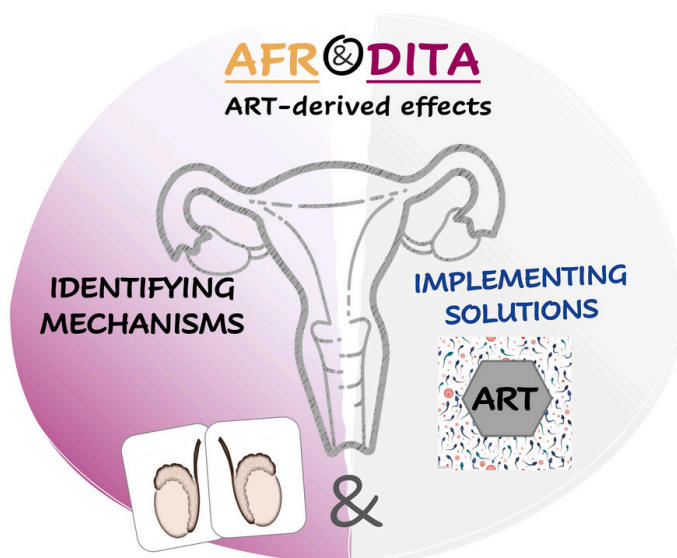 AFR&DITA
ART-derived effects
IDENTIFYING
MECHANISMS
IMPLEMENTING
SOLUTIONS
ART
&